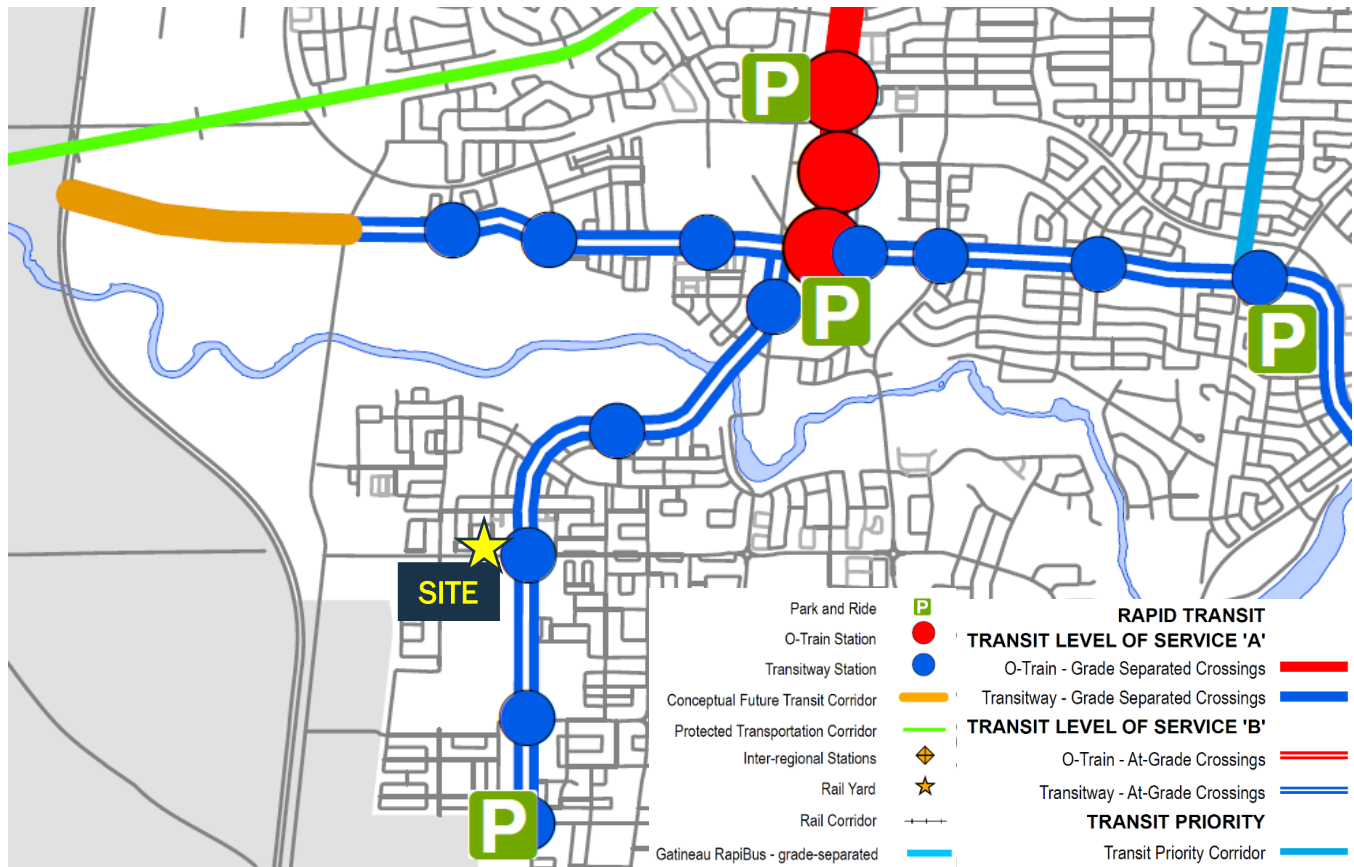 P
P
P
SITE
P
Park and Ride P
O-Train Station
Transitway Station
Conceptual Future Transit Corridor
Protected Transportation Corridor
Inter-regional Stations
Rail Yard
Rail Corridor
Gatineau RapiBus - grade-separated
RAPID TRANSIT
TRANSIT LEVEL OF SERVICE 'A'
O-Train - Grade Separated Crossings
Transitway - Grade Separated Crossings
TRANSIT LEVEL OF SERVICE 'B'
O-Train - At-Grade Crossings
Transitway - At-Grade Crossings
TRANSIT PRIORITY
Transit Priority Corridor